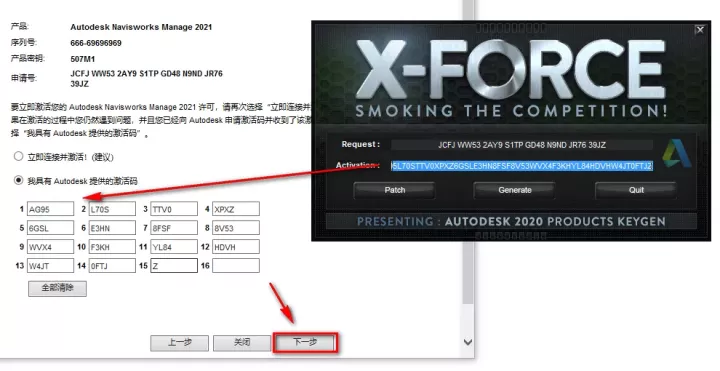 产品: Autodesk Navisworks Manage 2021
序列号: 666-69696969
产品密钥: 507M1
申请号: JCFJ WW53 2AY9 S1TP GD48 N9ND JR76
39JZ
要立即激活您的 Autodesk Navisworks Manage 2021 许可，请再次选择“立即连接并
果在激活的过程中您仍然遇到问题，并且您已经向 Autodesk 申请激活码并收到了该激
择“我具有 Autodesk 提供的激活码”。
立即连接并激活! (建议)
我具有 Autodesk 提供的激活码
1 AG95 2 L70S 3 TTV0 4 XPXZ
5 6GSL 6 E3HN 7 8FSF 8 8V53
9 WVX4 10 F3KH 11 YL84 12 HDVH
13 W4JT 14 0FTJ 15 Z 16
全部清除
上一步 关闭 下一步
X-FORCE
SMOKING THE COMPETITION!
Request : JCFJ WW53 2AY9 S1TP GD48 N9ND JR76 39JZ
Activation : 5L70STTV0XPXZ6GSLE3HN8FSF8V53WVX4F3KHYL84HDVHW4JT0FTJZ
Patch Generate Quit
PRESENTING : AUTODESK 2020 PRODUCTS KEYGEN